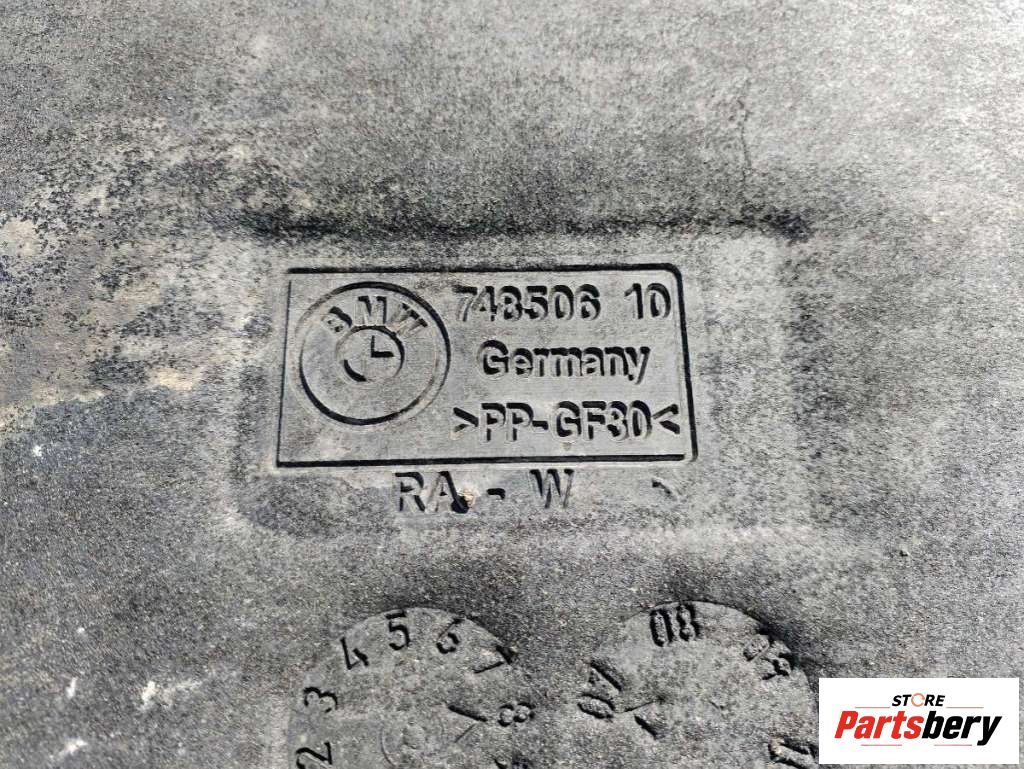 BMW
748506 10
Germany
>PP-GF30<
RA - W
2 3 4 5 6 7 8
07 08
STORE
Partsbery